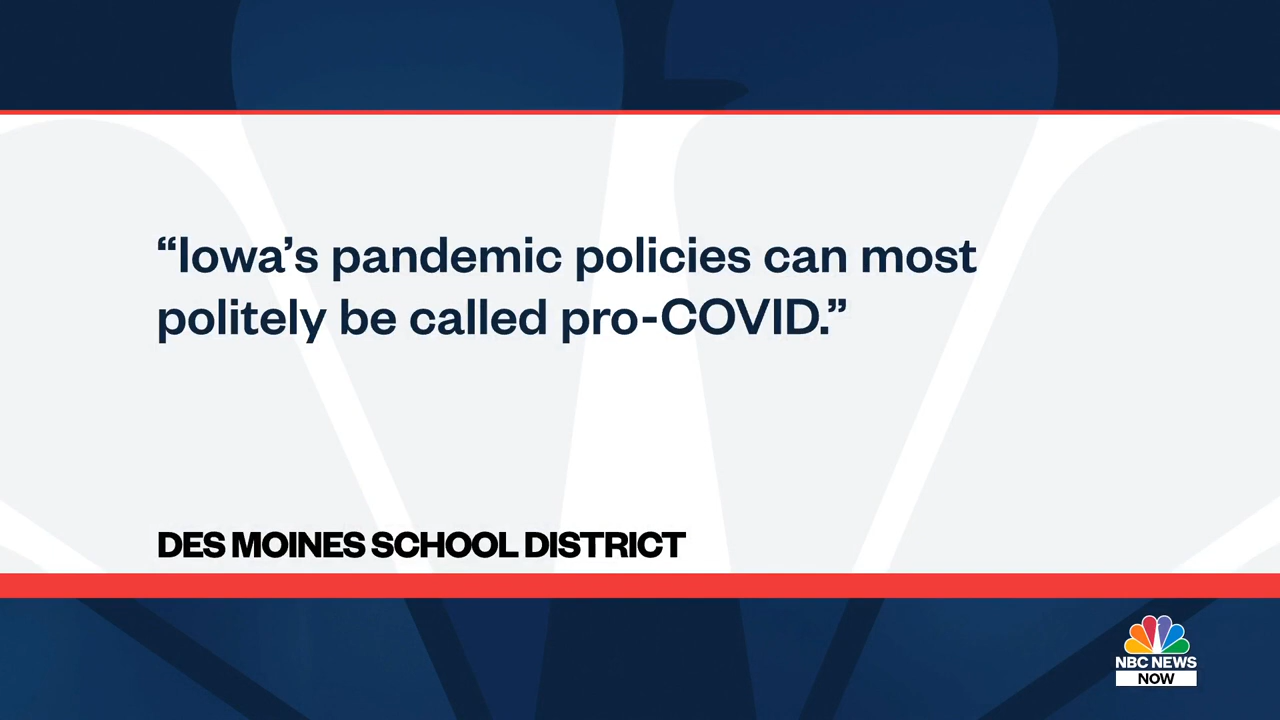 “Iowa’s pandemic policies can most
politely be called pro-COVID.”
DES MOINES SCHOOL DISTRICT
NBC NEWS
NOW